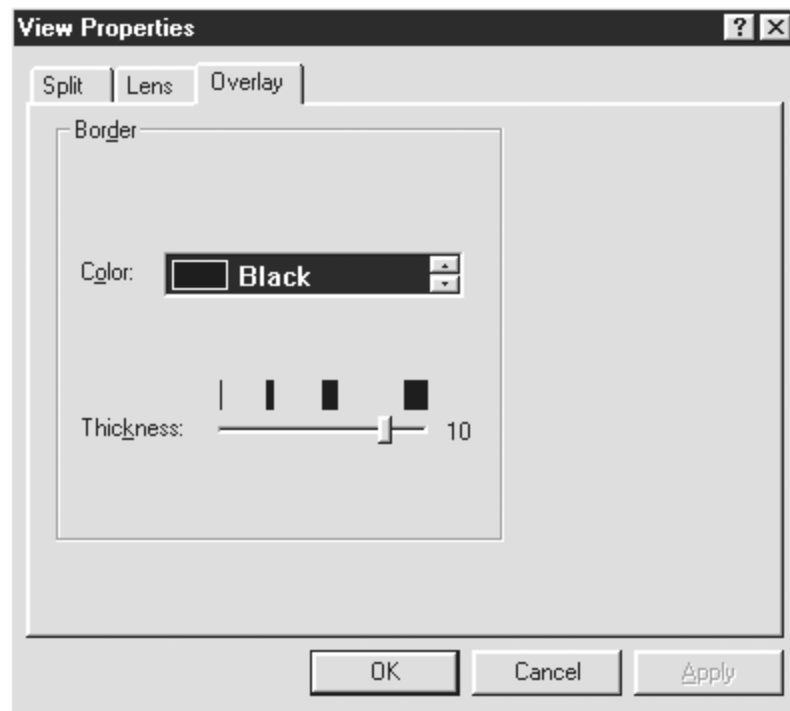 View Properties
Split Lens Overlay
Border
Color: Black
Thickness: 10
OK Cancel Apply